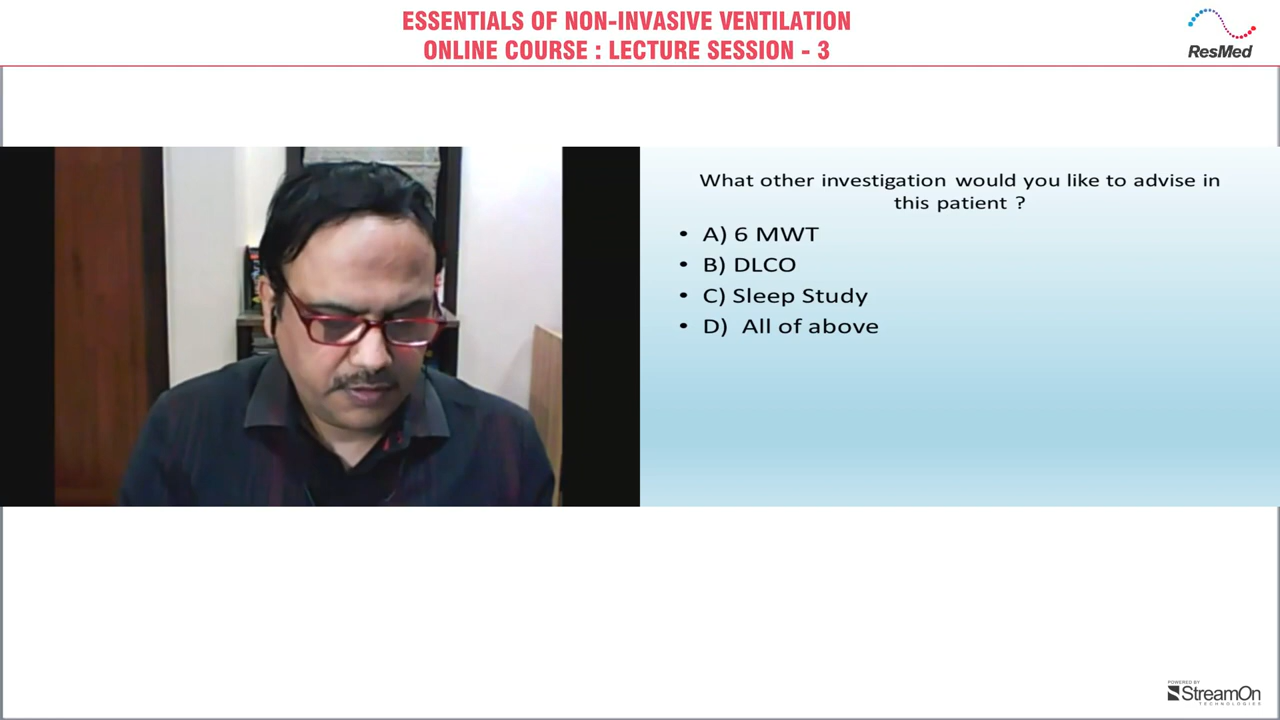 ESSENTIALS OF NON-INVASIVE VENTILATION
ONLINE COURSE : LECTURE SESSION - 3
ResMed
What other investigation would you like to advise in
this patient ?
• A) 6 MWT
• B) DLCO
• C) Sleep Study
• D) All of above
POWERED BY
StreamOn
TECHNOLOGIES